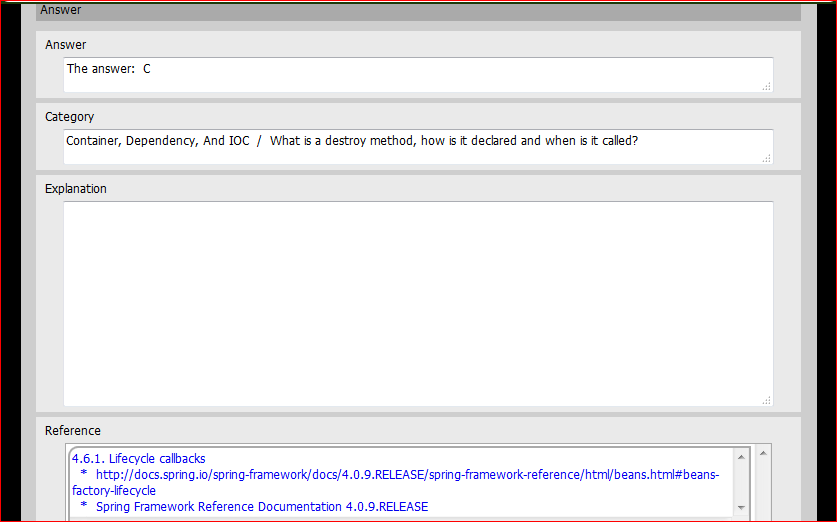 Answer
Answer
The answer:  C
Category
Container, Dependency, And IOC  /  What is a destroy method, how is it declared and when is it called?
Explanation
Reference
4.6.1. Lifecycle callbacks
*  http://docs.spring.io/spring-framework/docs/4.0.9.RELEASE/spring-framework-reference/html/beans.html#beans-
factory-lifecycle
*  Spring Framework Reference Documentation 4.0.9.RELEASE